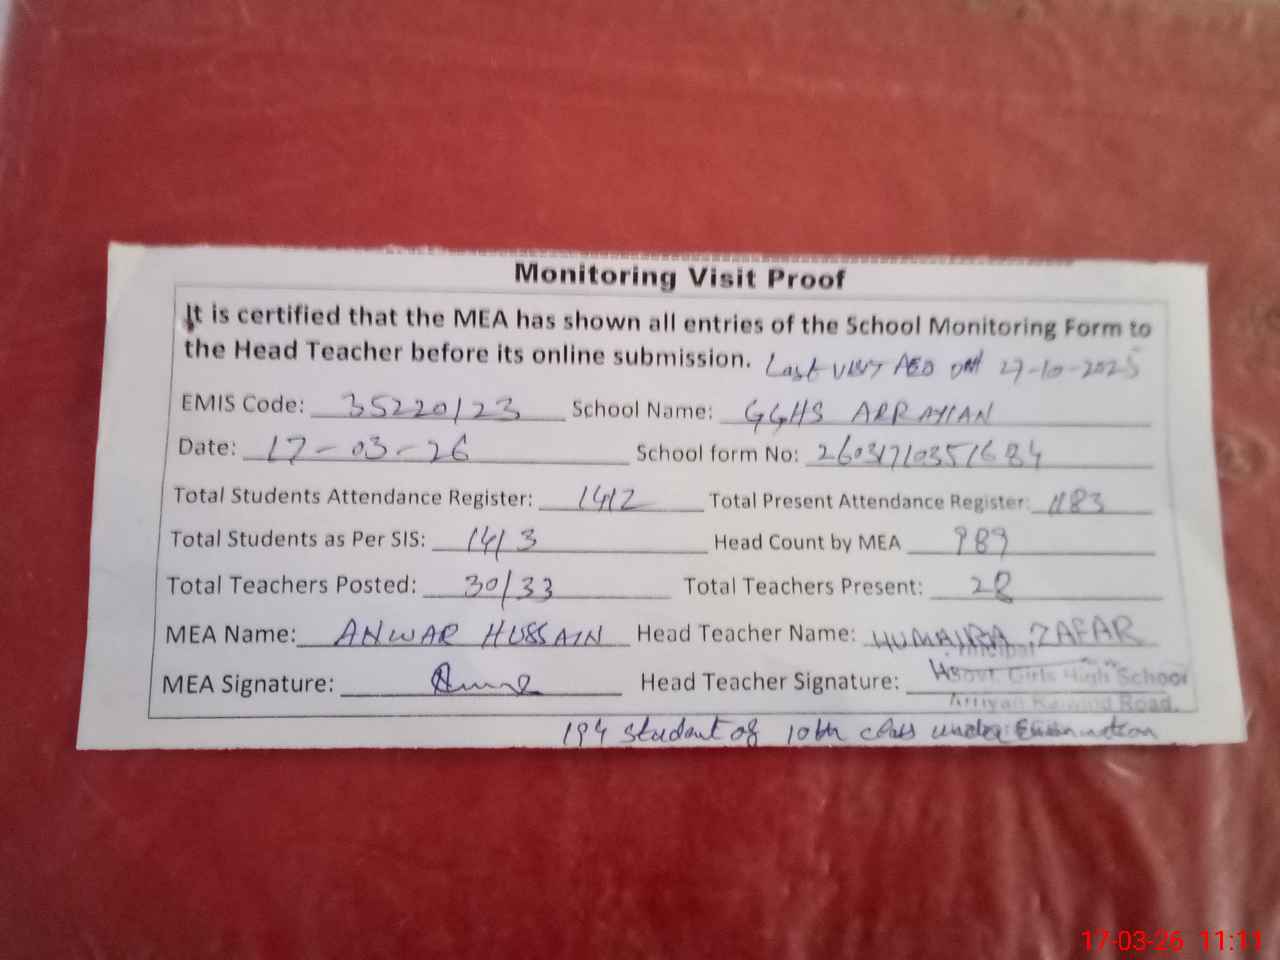 Monitoring Visit Proof
It is certified that the MEA has shown all entries of the School Monitoring Form to
the Head Teacher before its online submission. Last VISIT AEO ON 27-10-2025
EMIS Code: 35220123 School Name: GGHS ARRAYIAN
Date: 17-03-26 School form No: 260317/0351684
Total Students Attendance Register: 1412 Total Present Attendance Register: 1183
Total Students as Per SIS: 1413 Head Count by MEA 989
Total Teachers Posted: 30/33 Total Teachers Present: 28
MEA Name: ANWAR HUSSAIN Head Teacher Name: HUMAIRA ZAFAR
Principal
MEA Signature: Head Teacher Signature: Govt. Girls High School
Arriyan Raiwind Road.
194 student of 10th class under Examination
17-03-26 11:11